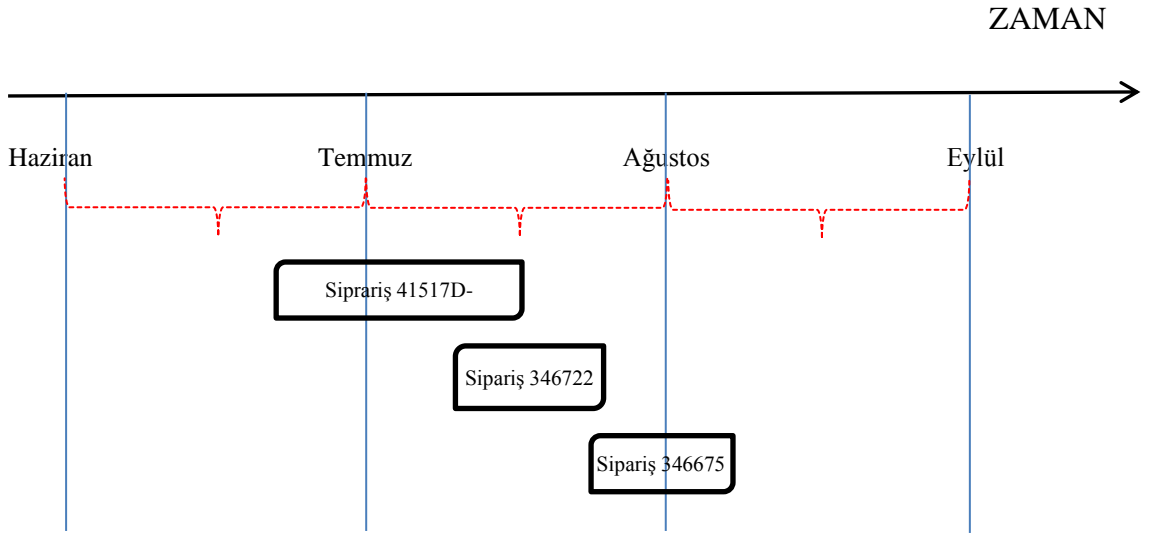 ZAMAN
Haziran
Temmuz
Ağustos
Eylül
Siprariş 41517D-
Sipariş 346722
Sipariş 346675